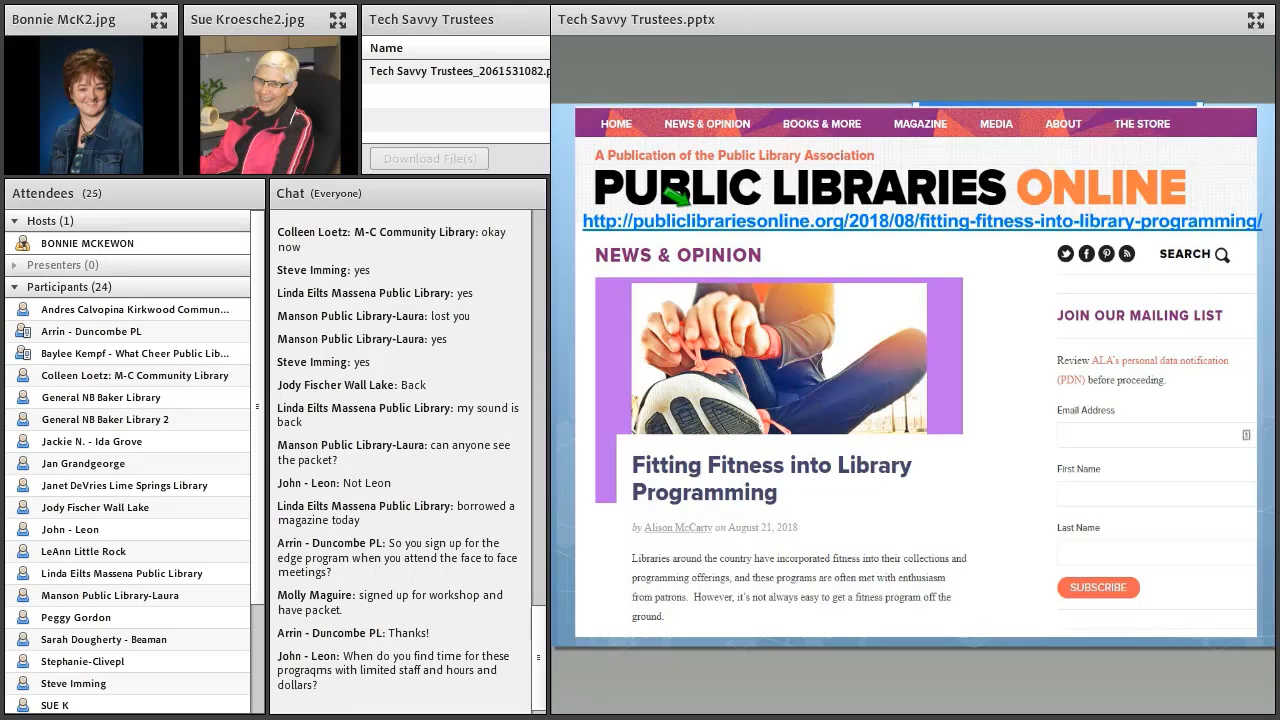 Bonnie McK2.jpg
Sue Kroesche2.jpg
Tech Savvy Trustees
Name
Tech Savvy Trustees_2061531082.p
Download File(s)
Attendees (25)
Hosts (1)
BONNIE MCKEWON
Presenters (0)
Participants (24)
Andres Calvopina Kirkwood Commun...
Arrin - Duncombe PL
Baylee Kempf - What Cheer Public Lib...
Colleen Loetz: M-C Community Library
General NB Baker Library
General NB Baker Library 2
Jackie N. - Ida Grove
Jan Grandgeorge
Janet DeVries Lime Springs Library
Jody Fischer Wall Lake
John - Leon
LeAnn Little Rock
Linda Eilts Massena Public Library
Manson Public Library-Laura
Peggy Gordon
Sarah Dougherty - Beaman
Stephanie-Clivepl
Steve Imming
SUE K
Chat (Everyone)
Colleen Loetz: M-C Community Library: okay
now
Steve Imming: yes
Linda Eilts Massena Public Library: yes
Manson Public Library-Laura: lost you
Manson Public Library-Laura: yes
Steve Imming: yes
Jody Fischer Wall Lake: Back
Linda Eilts Massena Public Library: my sound is
back
Manson Public Library-Laura: can anyone see
the packet?
John - Leon: Not Leon
Linda Eilts Massena Public Library: borrowed a
magazine today
Arrin - Duncombe PL: So you sign up for the
edge program when you attend the face to face
meetings?
Molly Maguire: signed up for workshop and
have packet.
Arrin - Duncombe PL: Thanks!
John - Leon: When do you find time for these
prograqms with limited staff and hours and
dollars?
Tech Savvy Trustees.pptx
HOME NEWS & OPINION BOOKS & MORE MAGAZINE MEDIA ABOUT THE STORE
A Publication of the Public Library Association
PUBLIC LIBRARIES ONLINE
http://publiclibrariesonline.org/2018/08/fitting-fitness-into-library-programming/
NEWS & OPINION
SEARCH
Fitting Fitness into Library
Programming
by Alison McCarty on August 21, 2018
Libraries around the country have incorporated fitness into their collections and
programming offerings, and these programs are often met with enthusiasm
from patrons. However, it's not always easy to get a fitness program off the
ground.
JOIN OUR MAILING LIST
Review ALA's personal data notification
(PDN) before proceeding.
Email Address
First Name
Last Name
SUBSCRIBE